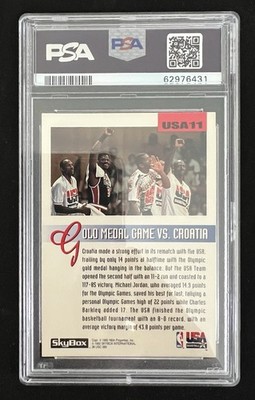 PSA
PSA
62976431
USA11
GOLD MEDAL GAME VS. CROATIA
Croatia made a strong effort in its rematch with the USA,
trailing by only 14 points at halftime with the Olympic
gold medal hanging in the balance. But the USA Team
opened the second half with an 11-2 run and coasted to a
117-85 victory. Michael Jordan, who averaged 14.9 points
for the Olympic Games, saved his best for last, tallying a
personal Olympic Games high of 22 points while Charles
Barkley added 17. The USA finished the Olympic
basketball tournament with an 8-0 record, with an
average victory margin of 43.8 points per game.
SkyBox
USA